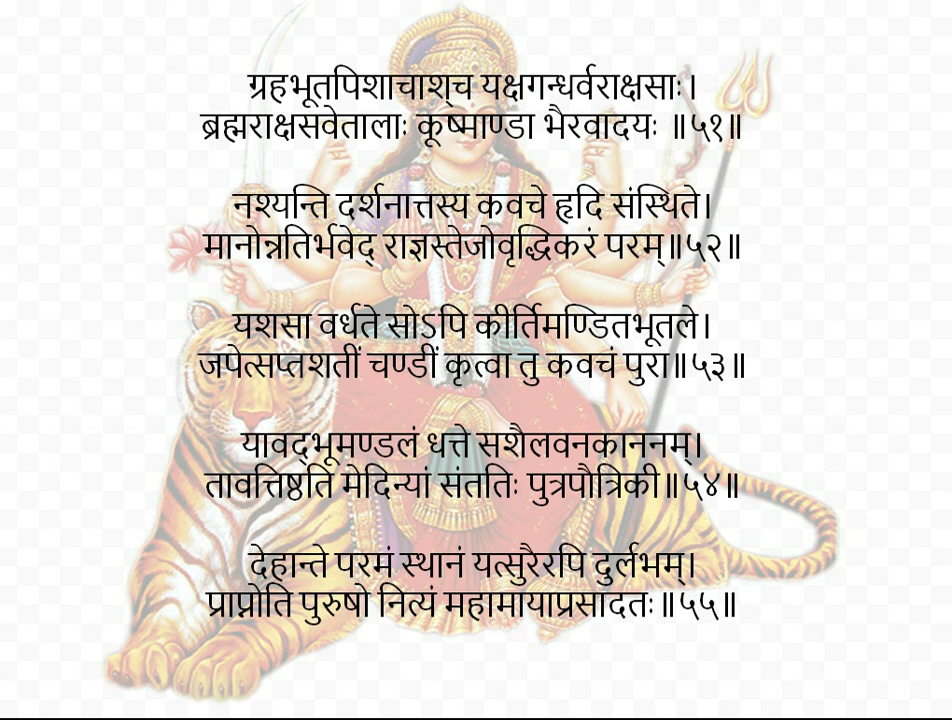 ग्रहभूतपिशाचाश्च यक्षगन्धर्वराक्षसाः।
ब्रह्मराक्षसवेतालाः कूष्माण्डा भैरवादयः ॥५१॥
नश्यन्ति दर्शनात्तस्य कवचे हृदि संस्थिते।
मानोन्नतिर्भवेद् राज्ञस्तेजोवृद्धिकरं परम्॥५२॥
यशसा वर्धते सोऽपि कीर्तिमण्डितभूतले।
जपेत्सप्तशतीं चण्डीं कृत्वा तु कवचं पुरा॥५३॥
यावद्भूमण्डलं धत्ते सशैलवनकाननम्।
तावत्तिष्ठति मेदिन्यां संततिः पुत्रपौत्रिकी॥५४॥
देहान्ते परमं स्थानं यत्सुरैरपि दुर्लभम्।
प्राप्नोति पुरुषो नित्यं महामायाप्रसादतः॥५५॥